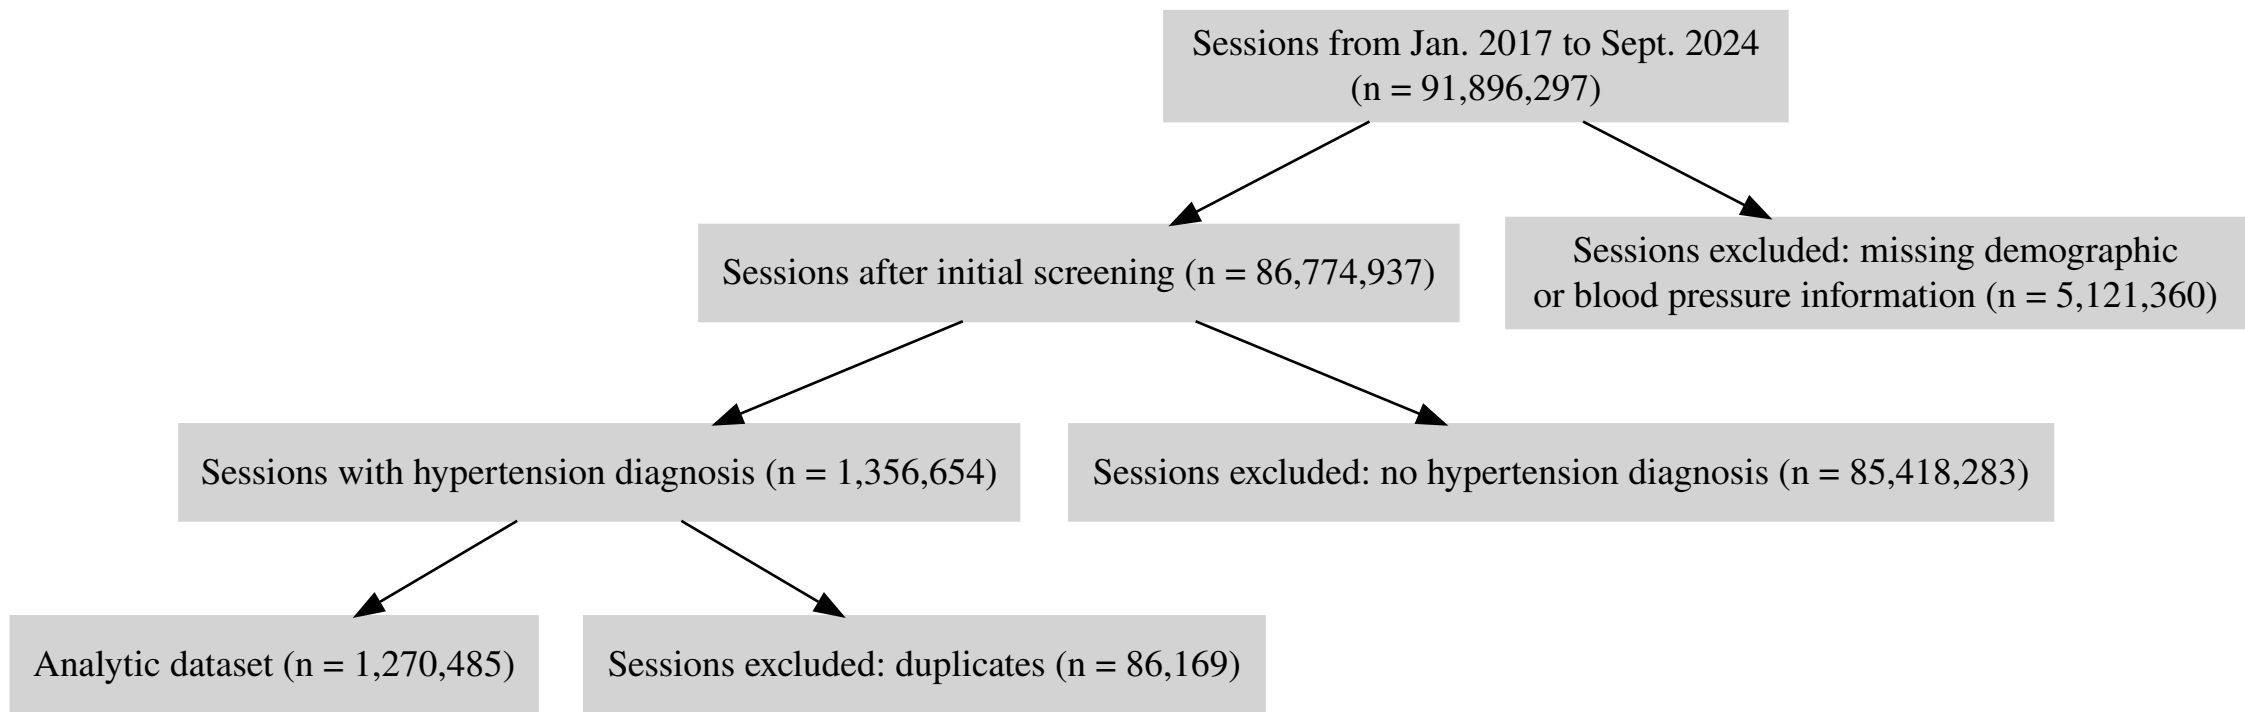 Sessions from Jan. 2017 to Sept. 2024
(n = 91,896,297)
Sessions after initial screening (n = 86,774,937)
Sessions excluded: missing demographic
or blood pressure information (n = 5,121,360)
Sessions with hypertension diagnosis (n = 1,356,654)
Sessions excluded: no hypertension diagnosis (n = 85,418,283)
Analytic dataset (n = 1,270,485)
Sessions excluded: duplicates (n = 86,169)